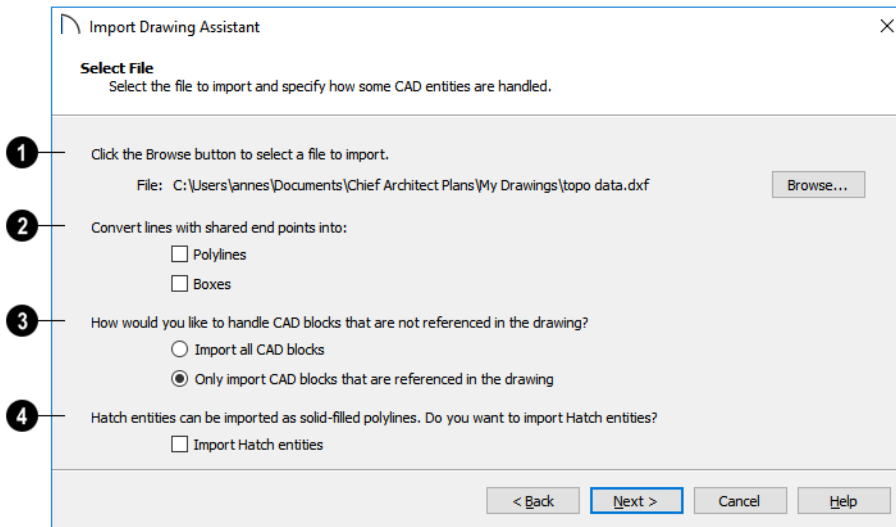 Import Drawing Assistant
Select File
Select the file to import and specify how some CAD entities are handled.
1 Click the Browse button to select a file to import.
File: C:\Users\annes\Documents\Chief Architect Plans\My Drawings\topo data.dxf Browse...
2 Convert lines with shared end points into:
Polylines
Boxes
3 How would you like to handle CAD blocks that are not referenced in the drawing?
Import all CAD blocks
Only import CAD blocks that are referenced in the drawing
4 Hatch entities can be imported as solid-filled polylines. Do you want to import Hatch entities?
Import Hatch entities
< Back Next > Cancel Help